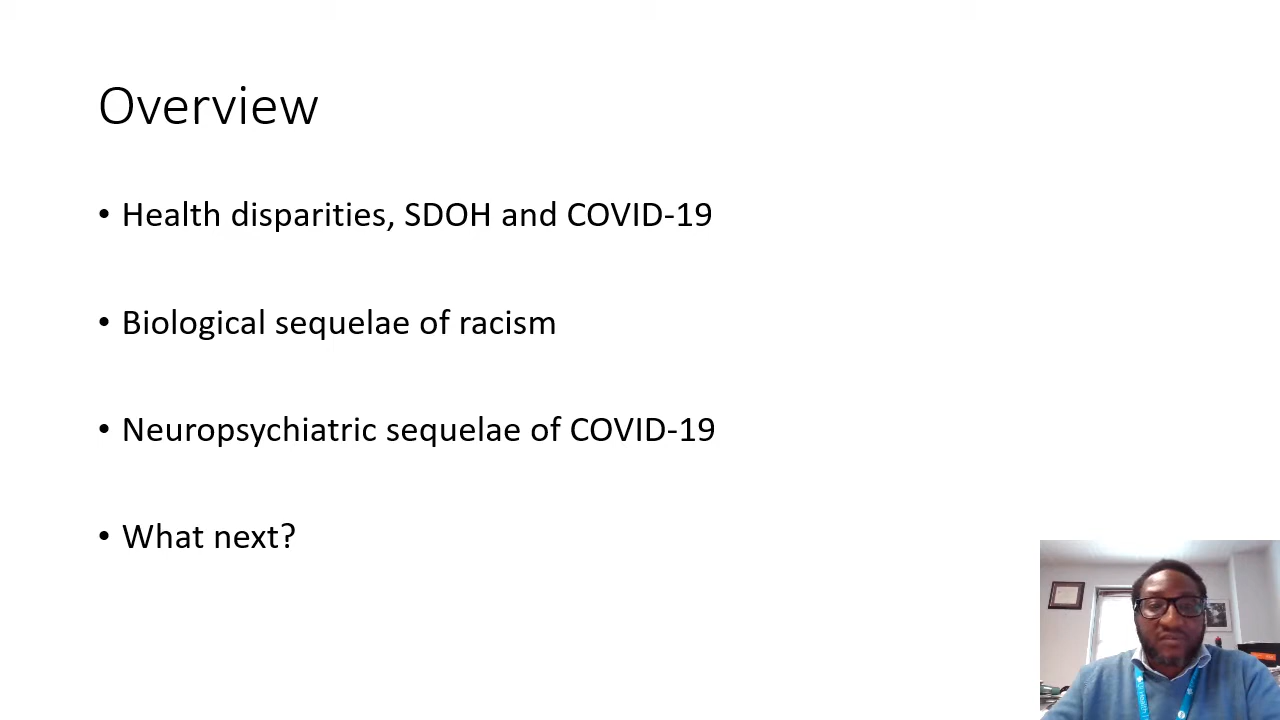 Overview
• Health disparities, SDOH and COVID-19
• Biological sequelae of racism
• Neuropsychiatric sequelae of COVID-19
• What next?